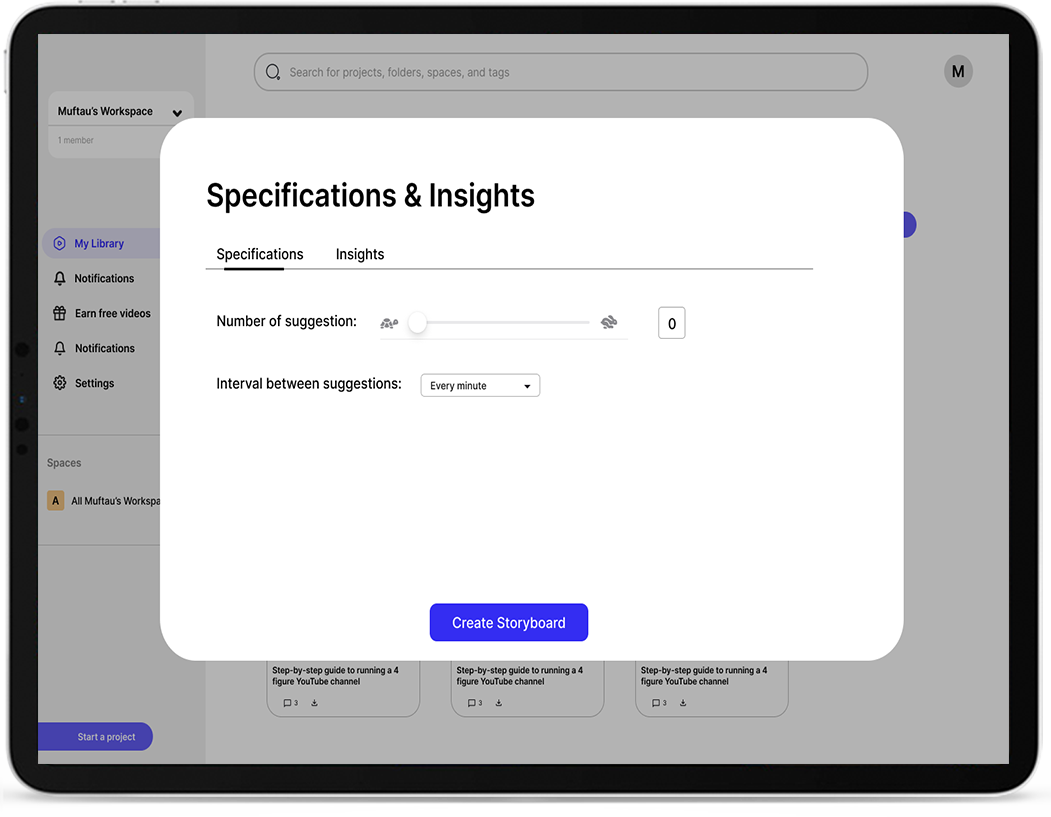 Search for projects, folders, spaces, and tags
M
Muftau's Workspace
1 member
Specifications & Insights
Specifications Insights
My Library
Notifications
Earn free videos
Notifications
Settings
Number of suggestion:
0
Interval between suggestions:
Every minute
Spaces
A
All Muftau's Workspa
Create Storyboard
Step-by-step guide to running a 4
figure YouTube channel
3
Step-by-step guide to running a 4
figure YouTube channel
3
Step-by-step guide to running a 4
figure YouTube channel
3
Start a project